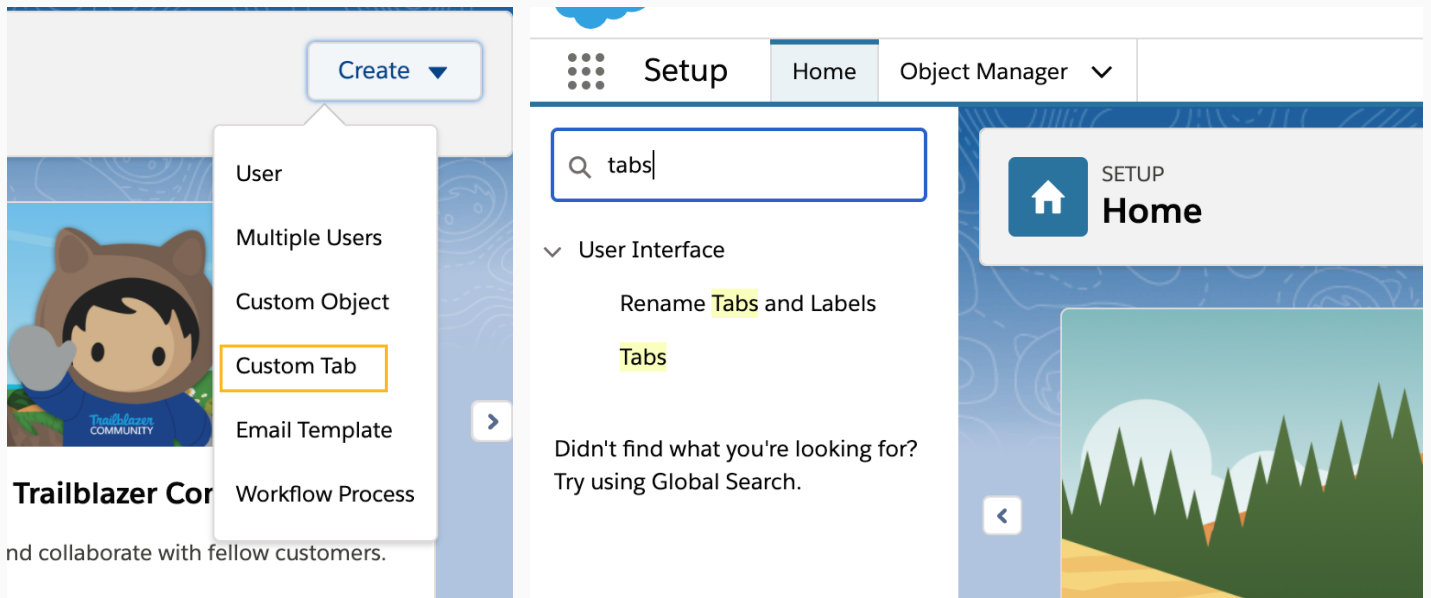 Create
User
Multiple Users
Custom Object
Custom Tab
Email Template
Workflow Process
Trailblazer
COMMUNITY
Trailblazer Cor
nd collaborate with fellow customers.
Setup
Home
Object Manager
tabs
User Interface
Rename Tabs and Labels
Tabs
Didn't find what you're looking for?
Try using Global Search.
SETUP
Home